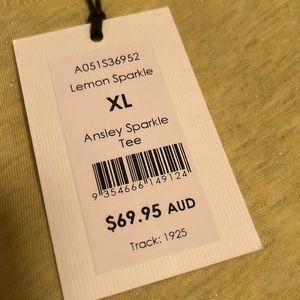 A051S36952
Lemon Sparkle
XL
Ansley Sparkle
Tee
9 354666 149124
$69.95 AUD
Track: 1925